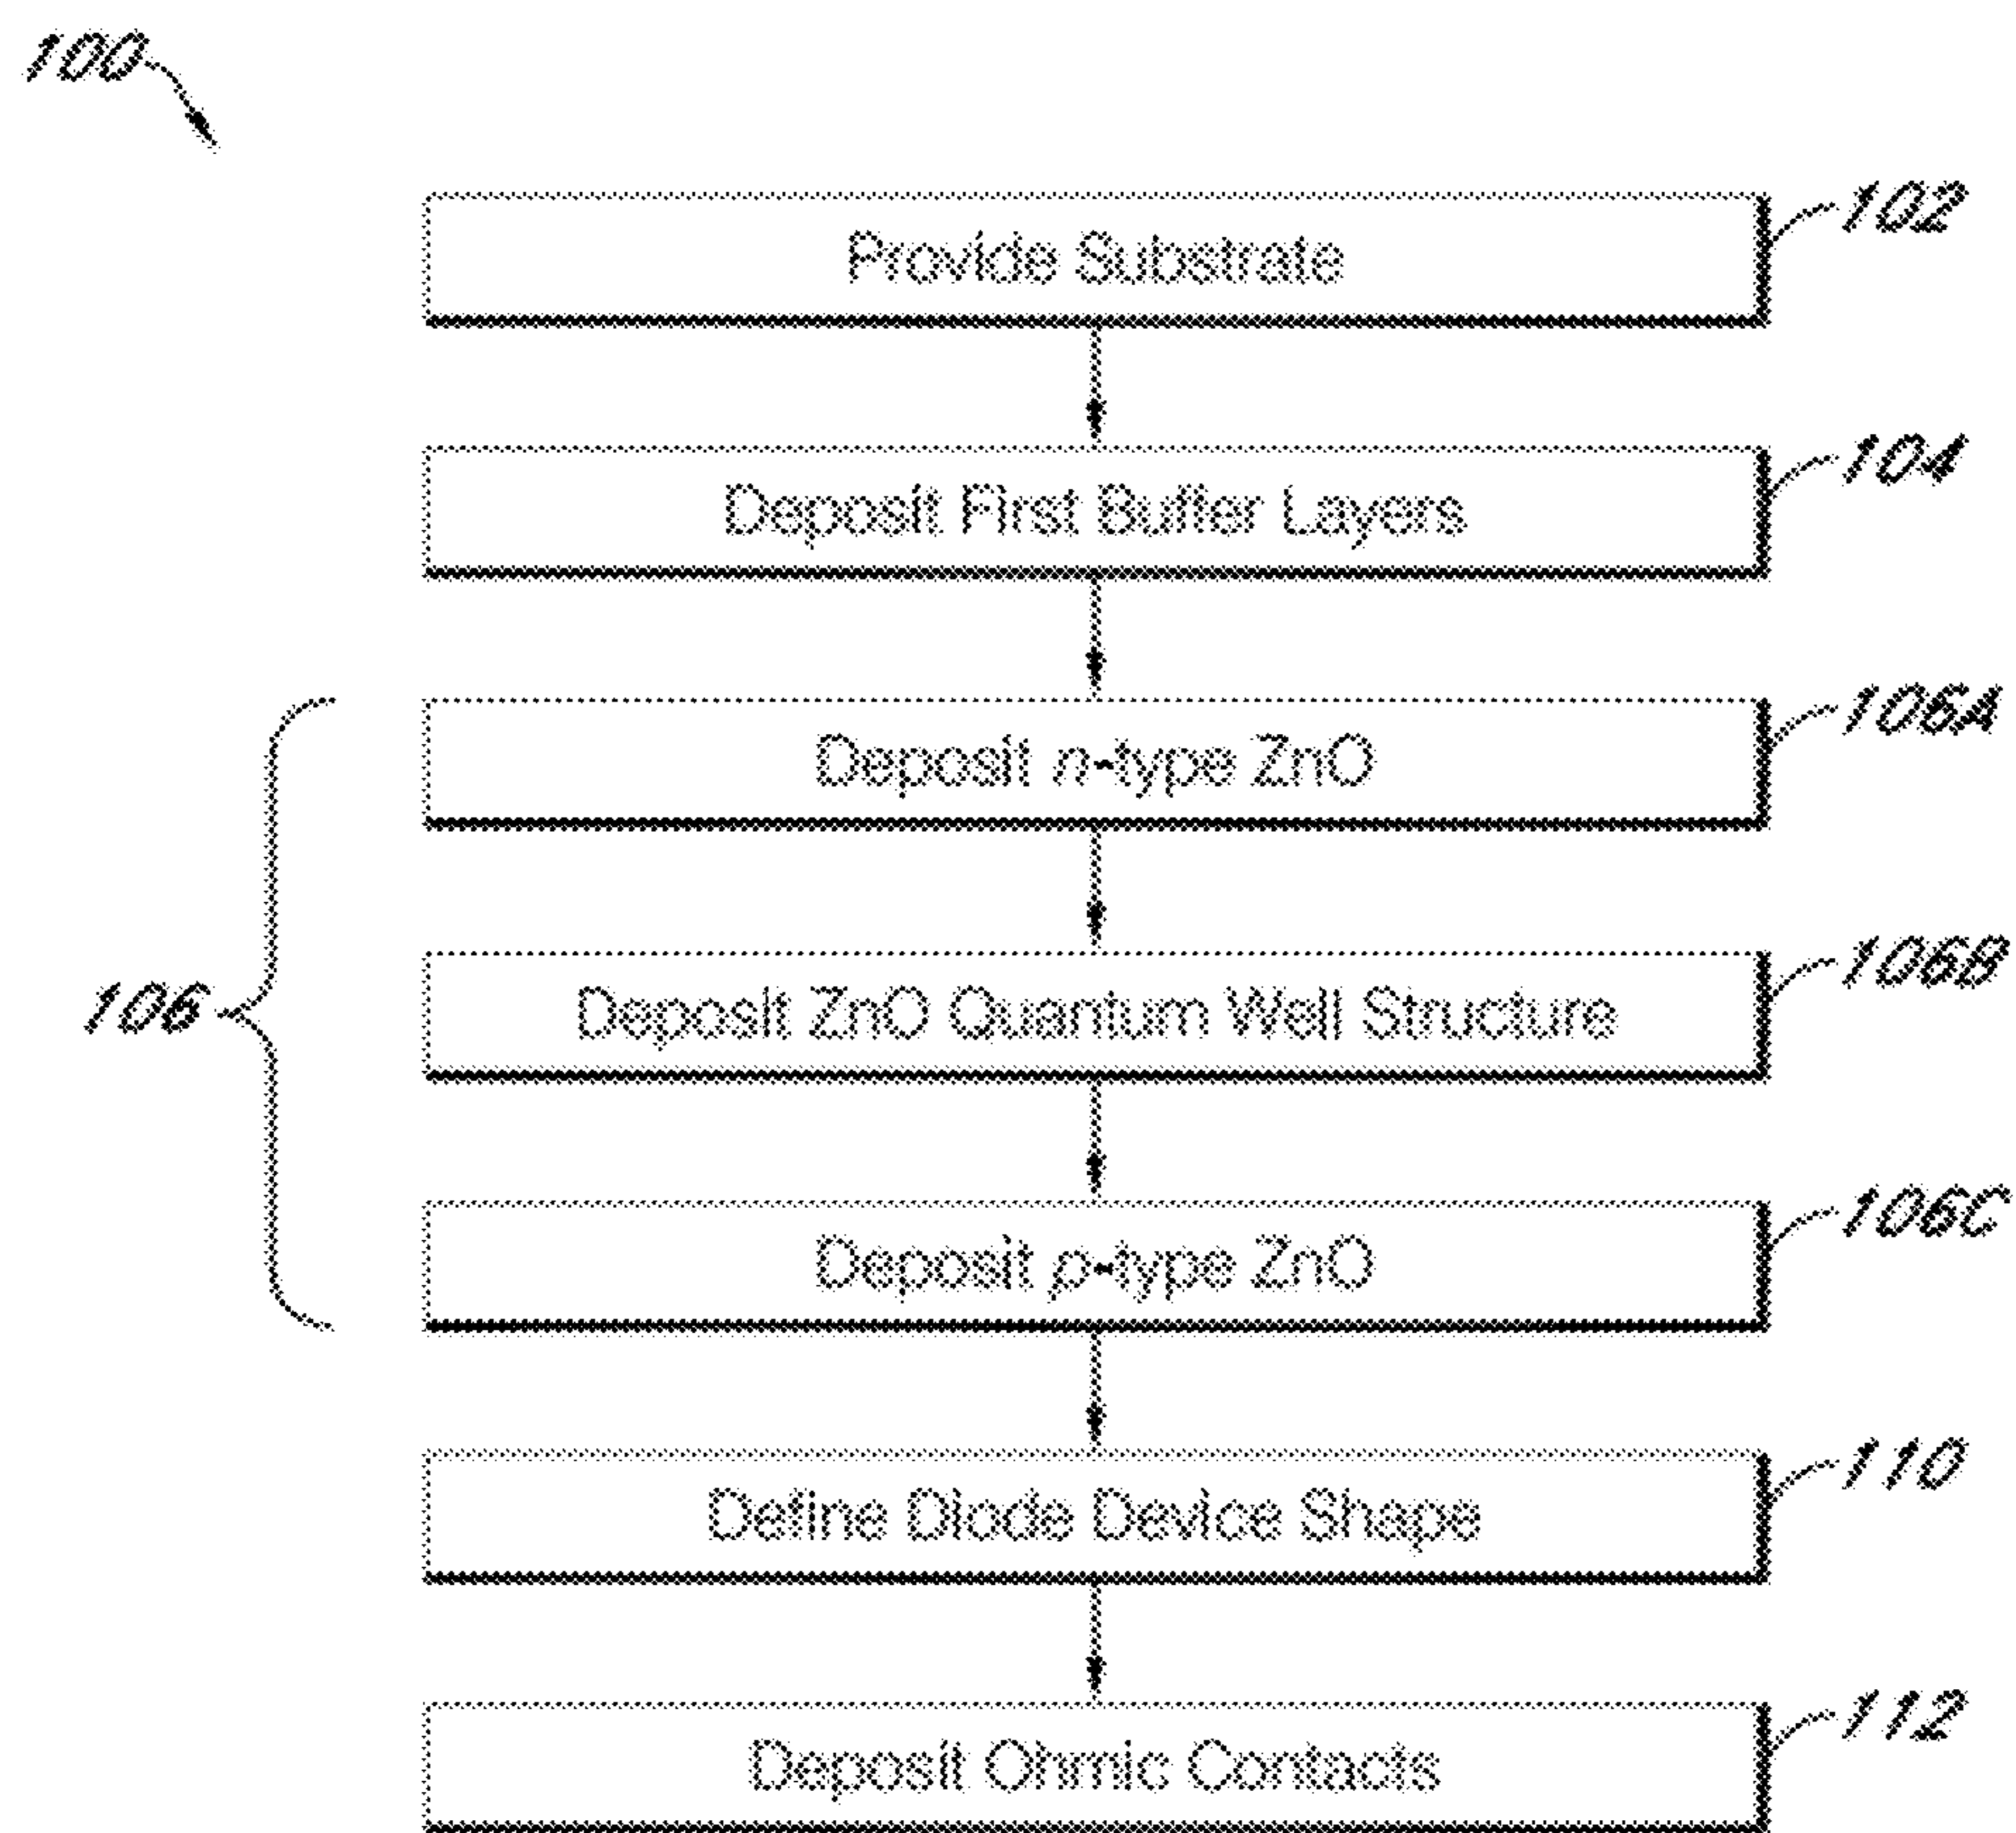 100
Provide Substrate 102
Deposit First Buffer Layers 104
Deposit n-type ZnO 106A
Deposit ZnO Quantum Well Structure 106B
106
Deposit p-type ZnO 106C
Define Diode Device Shape 110
Deposit Ohmic Contacts 112